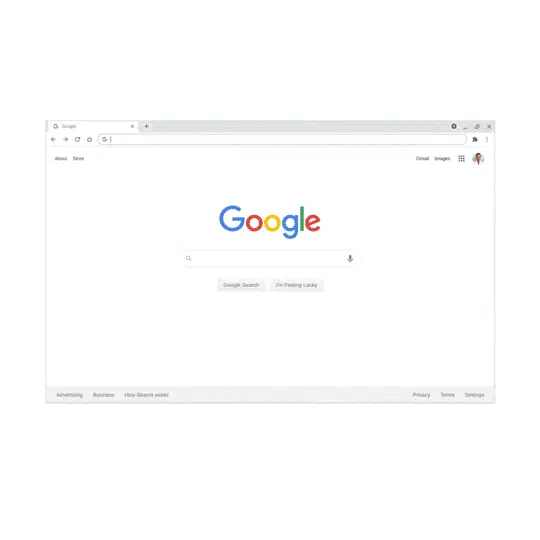 Google
About Store Gmail Images
Google
Google Search I'm Feeling Lucky
Advertising Business How Search works Privacy Terms Settings